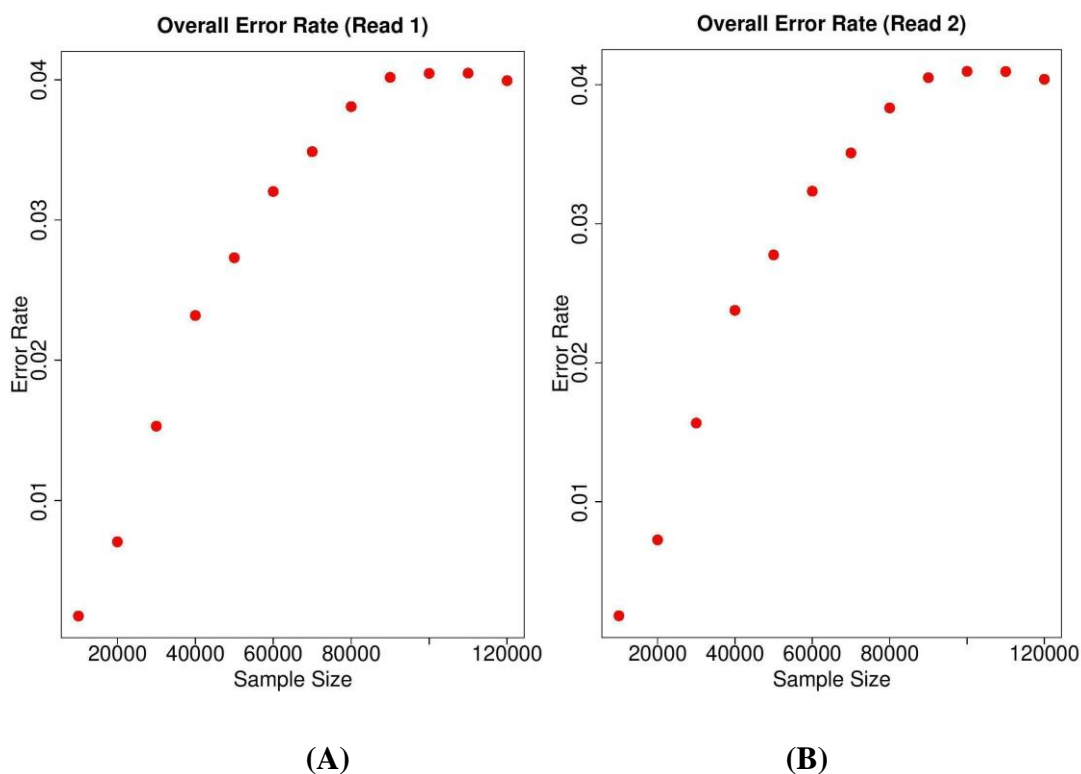 Overall Error Rate (Read 1)
Error Rate
0.04
0.03
0.02
0.01
20000 40000 60000 80000 120000
Sample Size
(A)
Overall Error Rate (Read 2)
Error Rate
0.04
0.03
0.02
0.01
20000 40000 60000 80000 120000
Sample Size
(B)